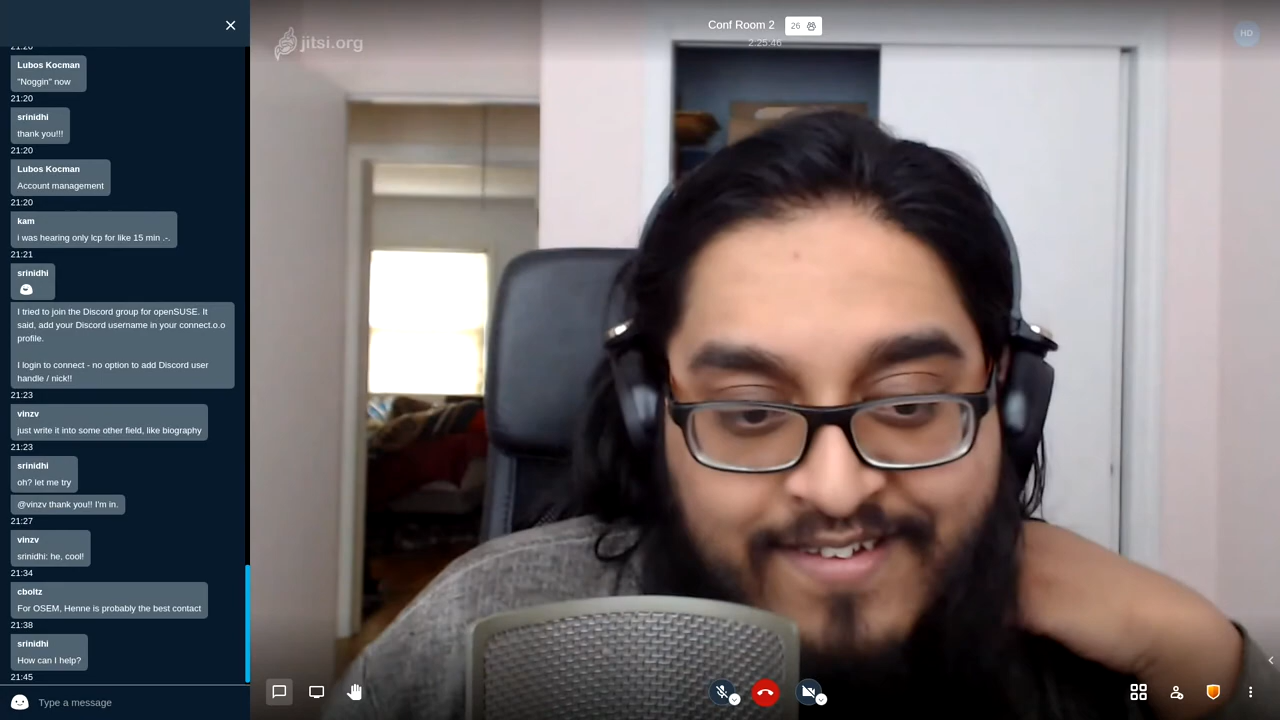 Conf Room 2
26
2:25:46
jitsi.org
HD
21:20
Lubos Kocman
"Noggin" now
21:20
srinidhi
thank you!!!
21:20
Lubos Kocman
Account management
21:20
kam
i was hearing only lcp for like 15 min .-.
21:21
srinidhi
I tried to join the Discord group for openSUSE. It
said, add your Discord username in your connect.o.o
profile.
I login to connect - no option to add Discord user
handle / nick!!
21:23
vinzv
just write it into some other field, like biography
21:23
srinidhi
oh? let me try
@vinzv thank you!! I'm in.
21:27
vinzv
srinidhi: he, cool!
21:34
cboltz
For OSEM, Henne is probably the best contact
21:38
srinidhi
How can I help?
21:45
Type a message